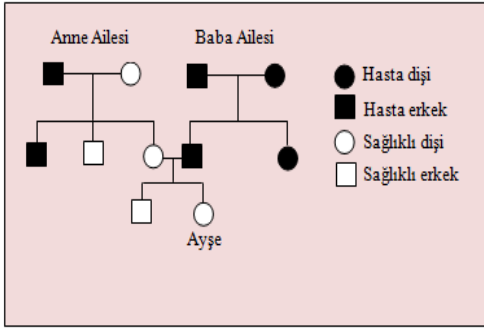 Anne Ailesi
Baba Ailesi
Hasta dişi
Hasta erkek
Sağlıklı dişi
Sağlıklı erkek
Ayşe